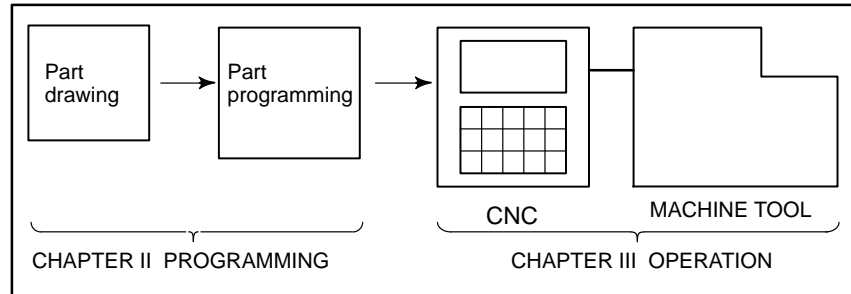 Part
drawing
Part
programming
CNC
MACHINE TOOL
CHAPTER II PROGRAMMING
CHAPTER III OPERATION